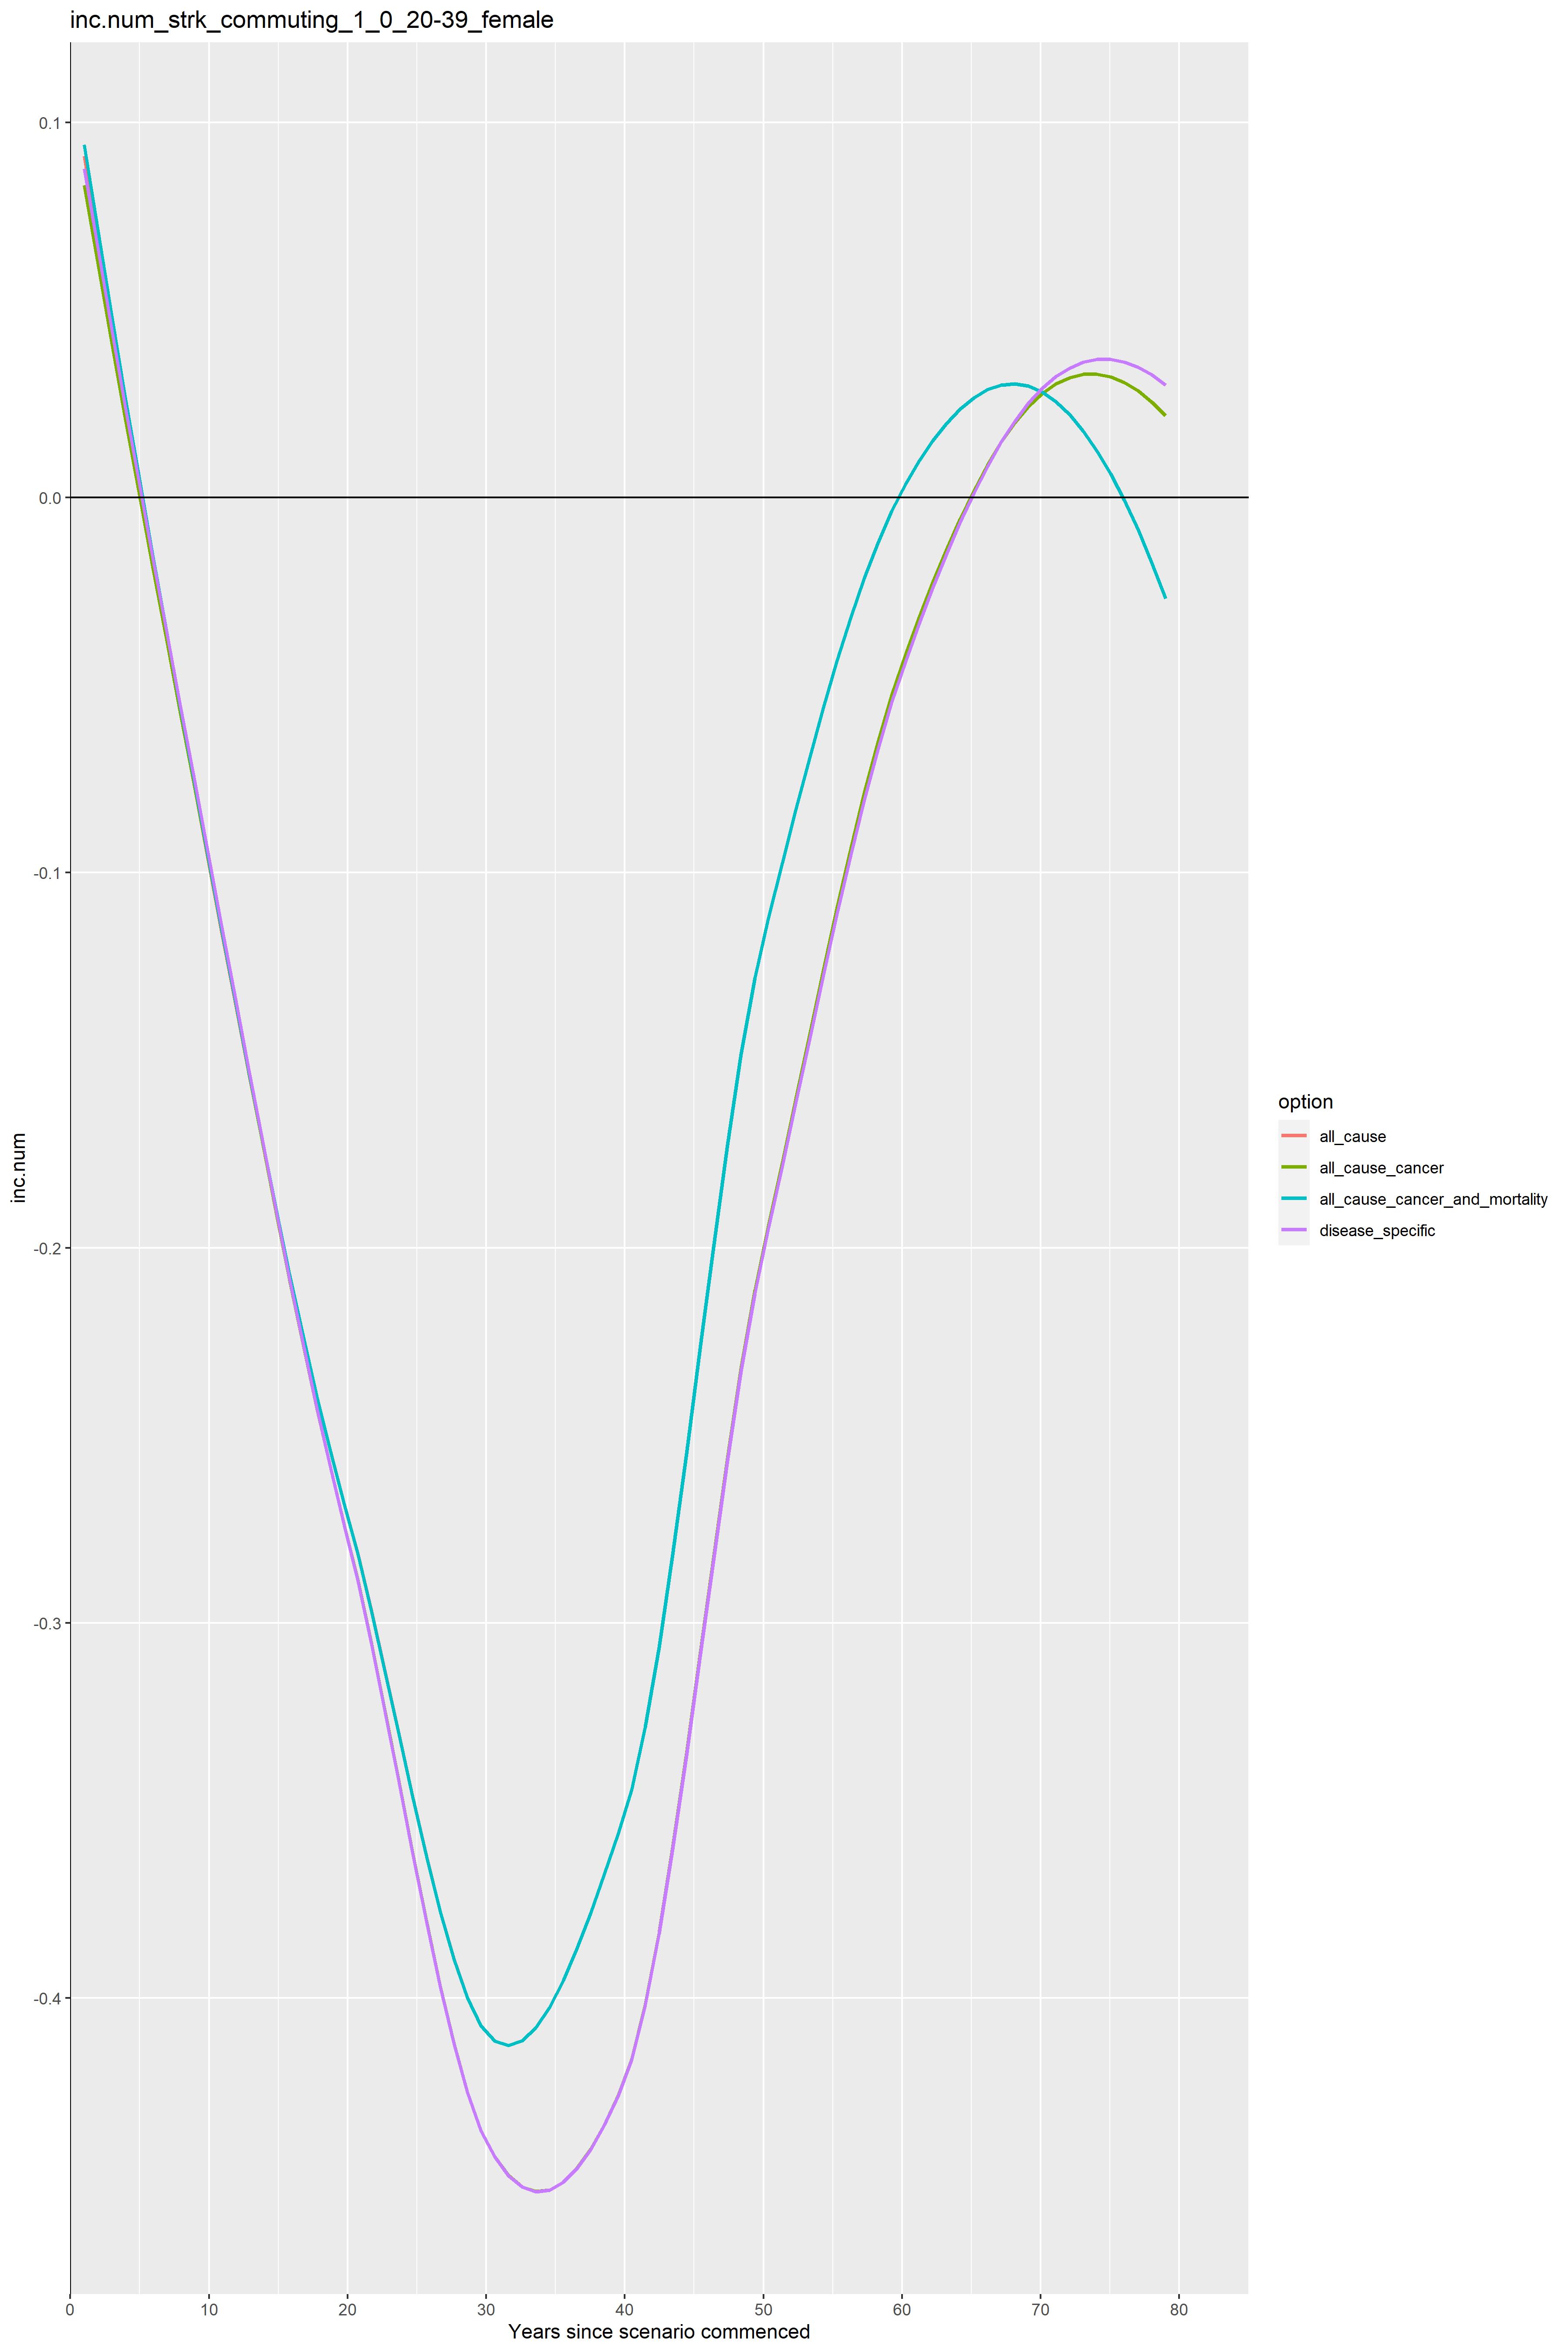 inc.num_strk_commuting_1_0_20-39_female
0.1
0.0
-0.1
-0.2
-0.3
-0.4
inc.num
0 10 20 30 40 50 60 70 80
Years since scenario commenced
option
all_cause
all_cause_cancer
all_cause_cancer_and_mortality
disease_specific